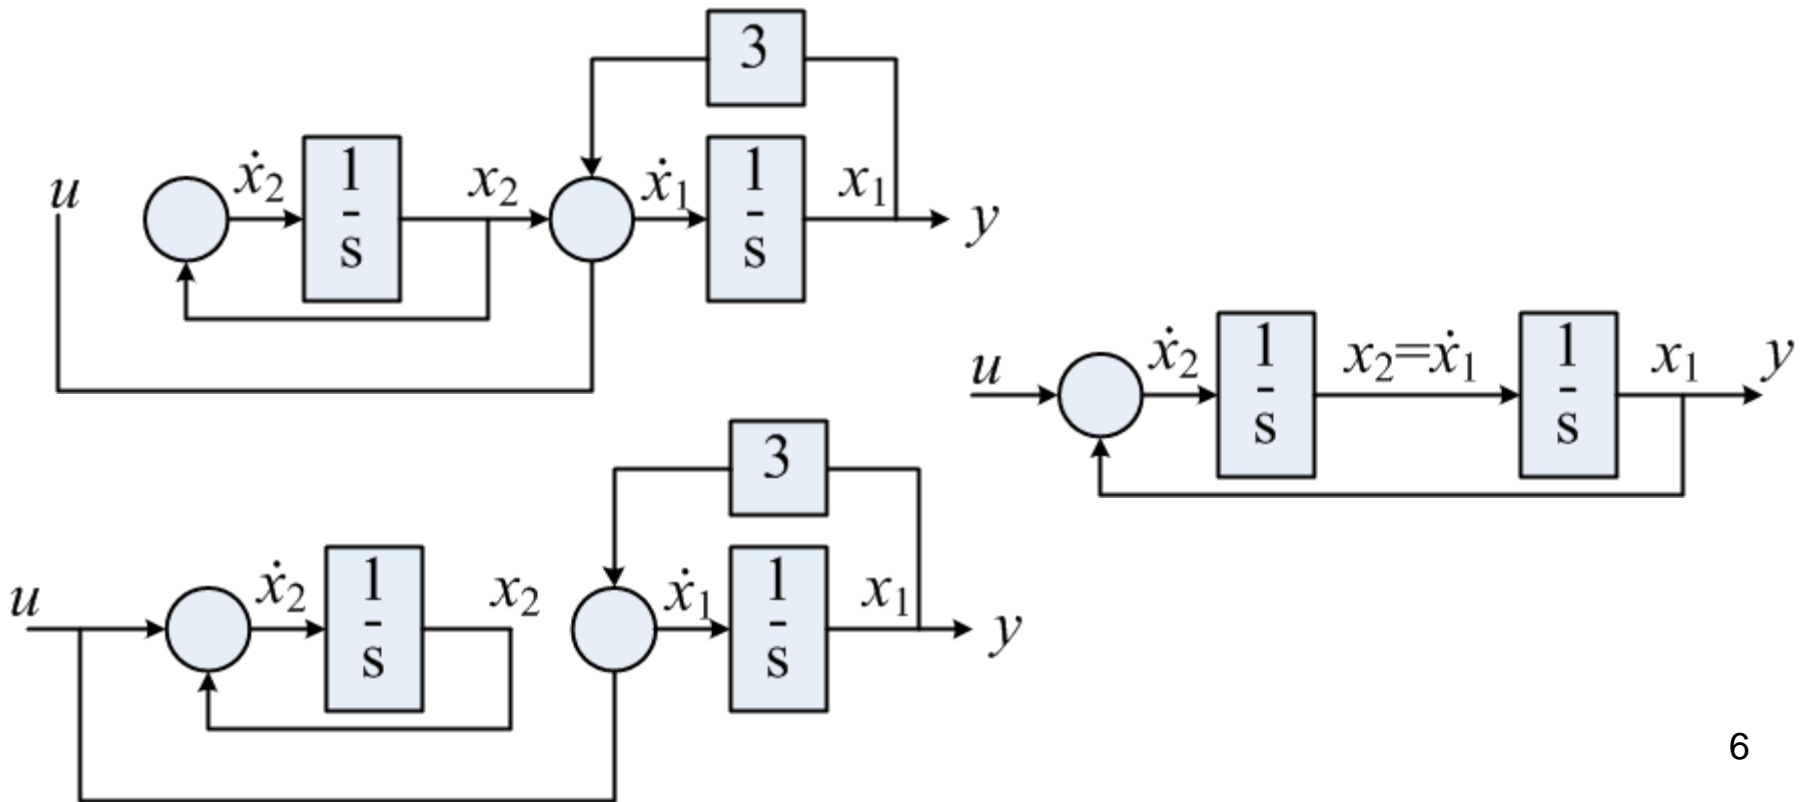 3
u
ẋ₂
1
-
s
x₂
ẋ₁
1
-
s
x₁
y
u
ẋ₂
1
-
s
x₂=ẋ₁
1
-
s
x₁
y
3
u
ẋ₂
1
-
s
x₂
ẋ₁
1
-
s
x₁
y
6